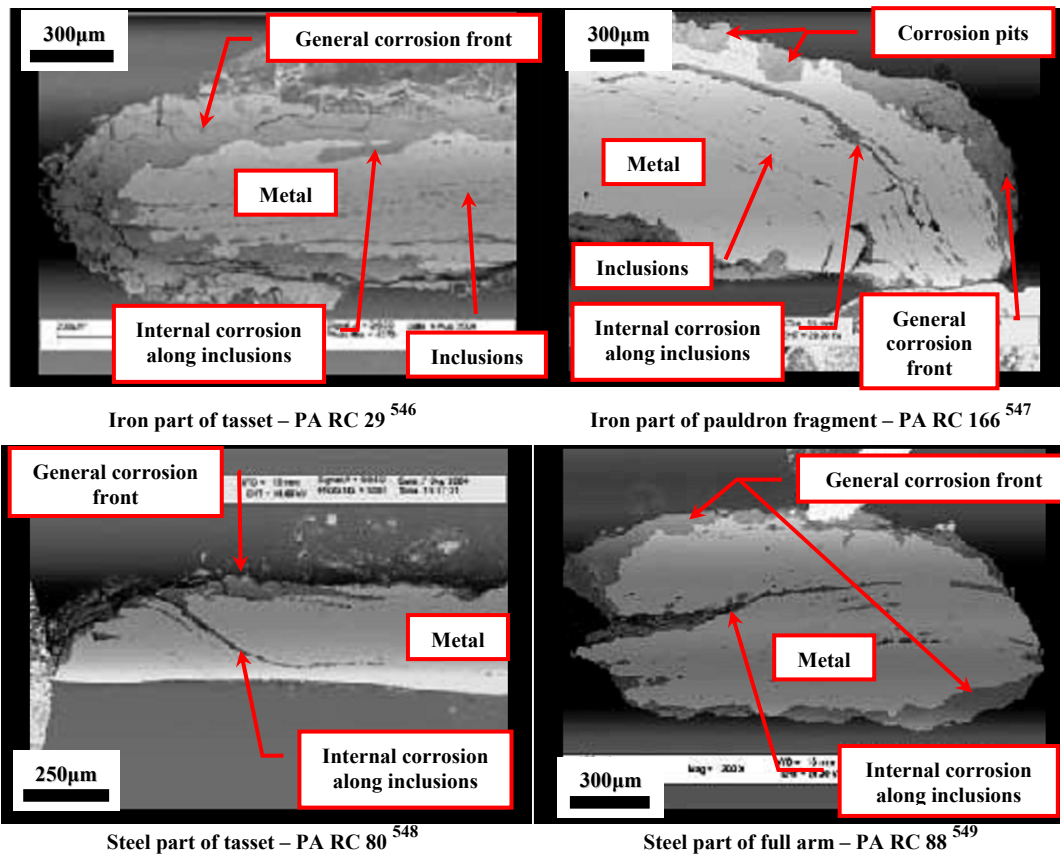 300μm
General corrosion front
Metal
Internal corrosion
along inclusions
Inclusions
300μm
Corrosion pits
Metal
Inclusions
Internal corrosion
along inclusions
General
corrosion
front
Iron part of tasset – PA RC 29 546
Iron part of pauldron fragment – PA RC 166 547
General corrosion
front
Metal
Internal corrosion
along inclusions
250μm
General corrosion front
Metal
Mag=
300μm
Internal corrosion
along inclusions
Steel part of tasset – PA RC 80 548
Steel part of full arm – PA RC 88 549